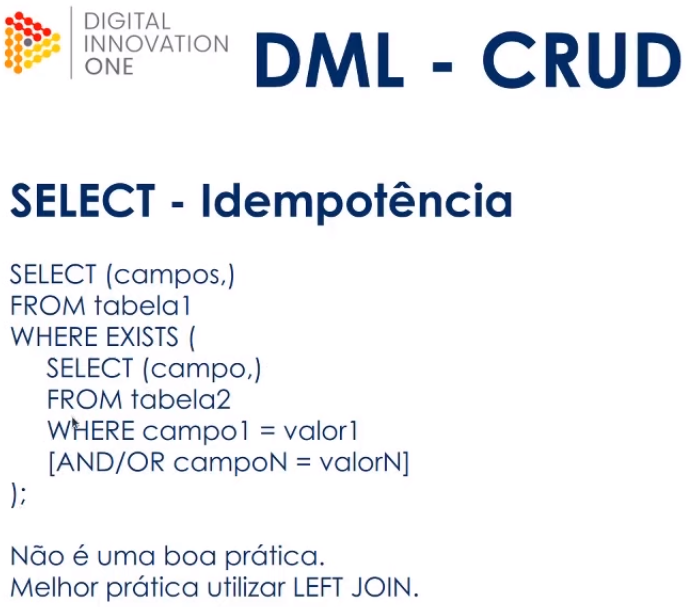 DIGITAL
INNOVATION
ONE
DML - CRUD
SELECT - Idempotência
SELECT (campos,)
FROM tabela1
WHERE EXISTS (
SELECT (campo,)
FROM tabela2
WHERE campo1 = valor1
[AND/OR campoN = valorN]
);
Não é uma boa prática.
Melhor prática utilizar LEFT JOIN.